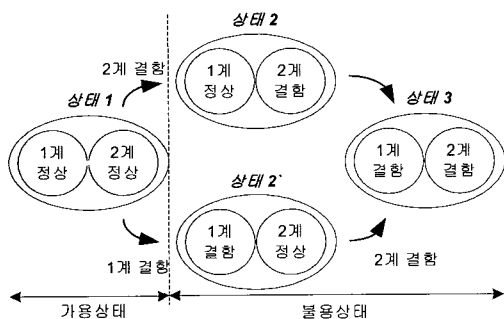 상태 2
2계 결함
1계 정상
2계 결함
상태 1
상태 3
1계 정상
2계 정상
1계 결함
2계 결함
상태 2`
1계 결함
2계 정상
1계 결함
2계 결함
가용상태
불용상태